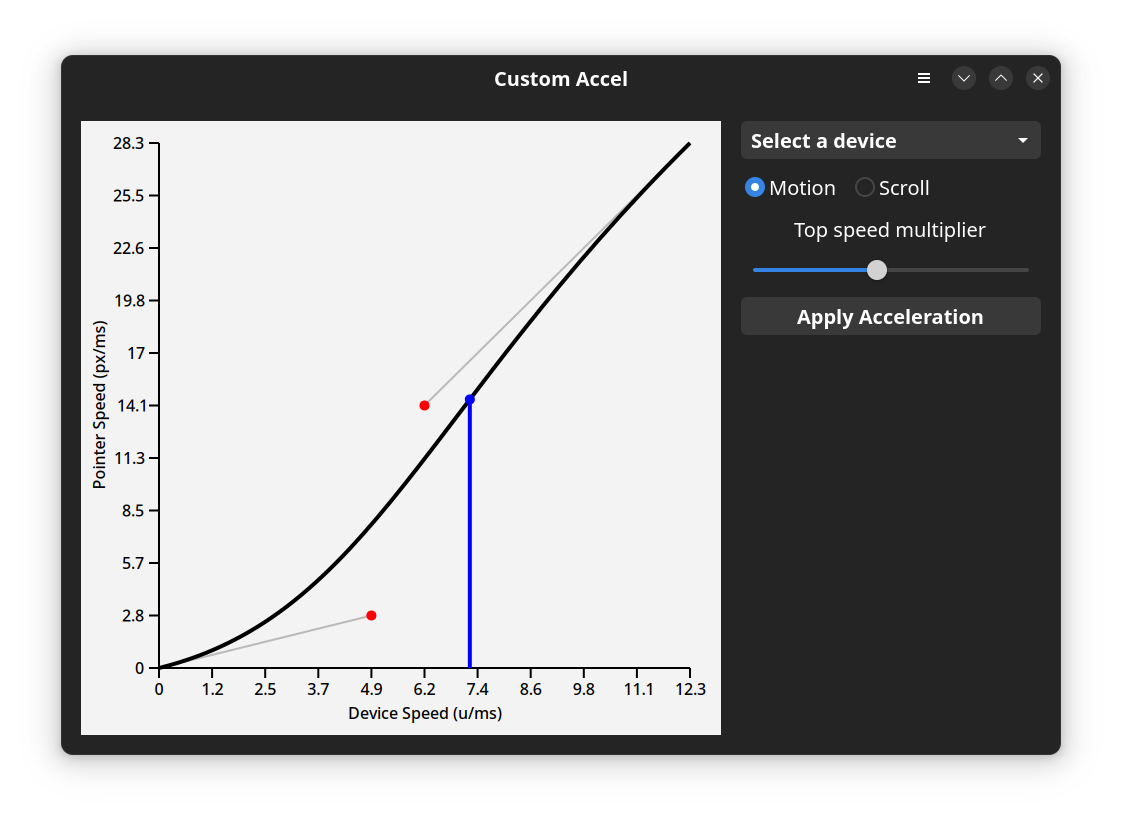 Custom Accel
28.3
25.5
22.6
19.8
17
14.1
11.3
8.5
5.7
2.8
0
Pointer Speed (px/ms)
0 1.2 2.5 3.7 4.9 6.2 7.4 8.6 9.8 11.1 12.3
Device Speed (u/ms)
Select a device
Motion Scroll
Top speed multiplier
Apply Acceleration